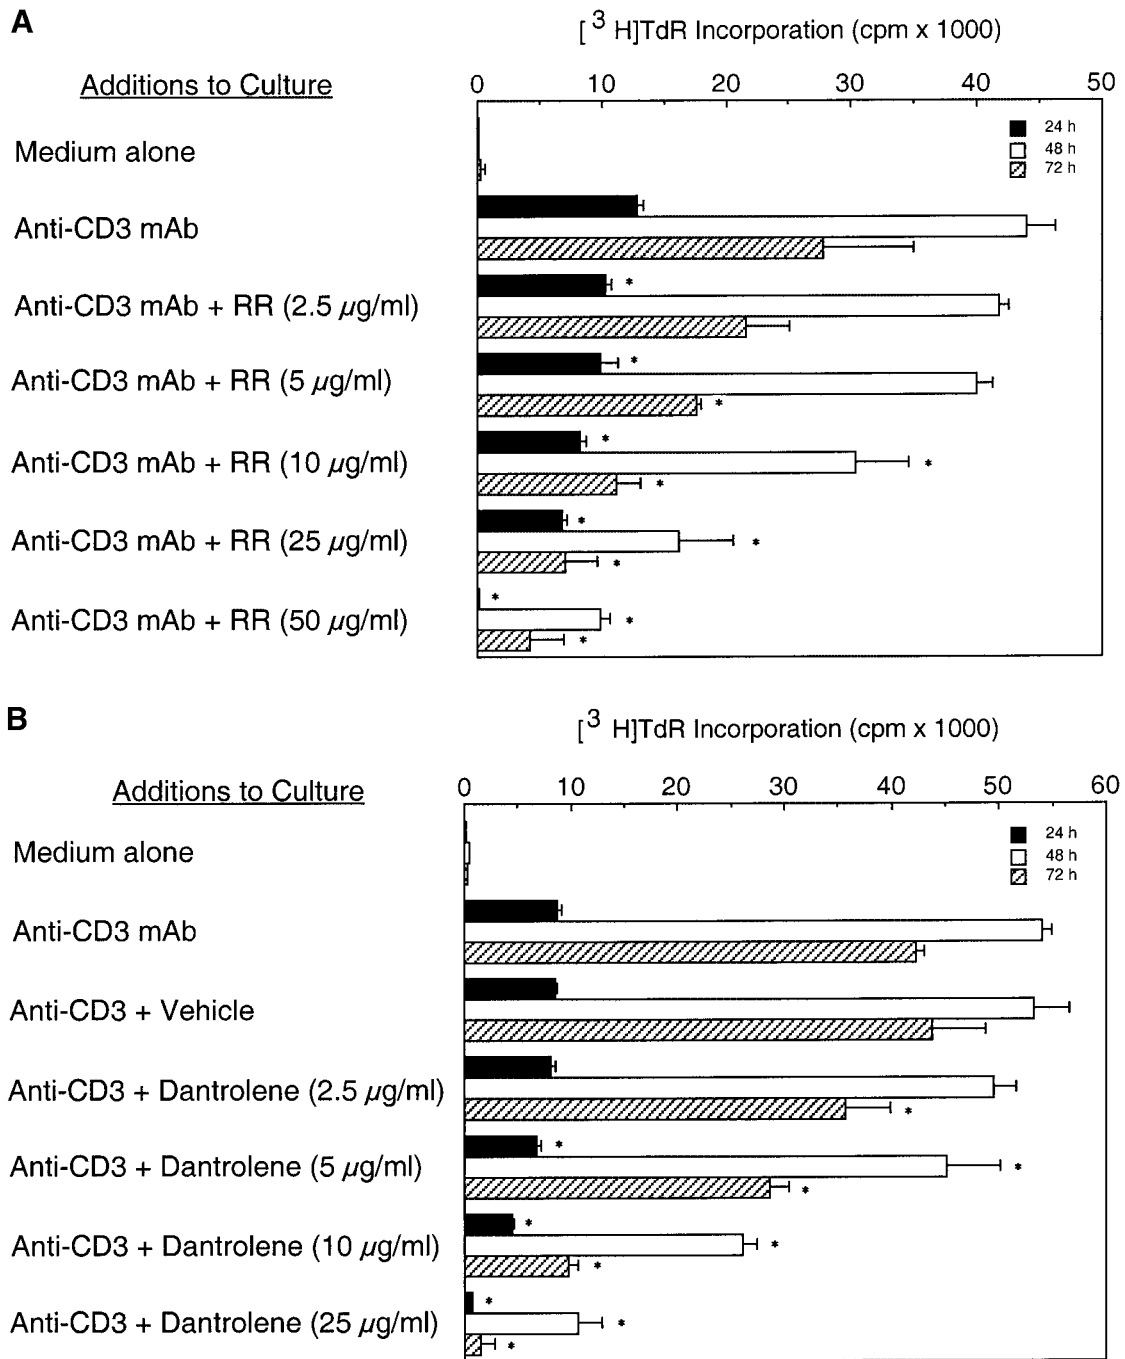 A
[ 3 H]TdR Incorporation (cpm x 1000)
Additions to Culture
0 10 20 30 40 50
24 h
48 h
72 h
Medium alone
Anti-CD3 mAb
Anti-CD3 mAb + RR (2.5 µg/ml)
*
Anti-CD3 mAb + RR (5 µg/ml)
*
*
Anti-CD3 mAb + RR (10 µg/ml)
*
*
*
Anti-CD3 mAb + RR (25 µg/ml)
*
*
*
Anti-CD3 mAb + RR (50 µg/ml)
*
*
*
B
[ 3 H]TdR Incorporation (cpm x 1000)
Additions to Culture
0 10 20 30 40 50 60
24 h
48 h
72 h
Medium alone
Anti-CD3 mAb
Anti-CD3 + Vehicle
Anti-CD3 + Dantrolene (2.5 µg/ml)
*
Anti-CD3 + Dantrolene (5 µg/ml)
*
*
*
Anti-CD3 + Dantrolene (10 µg/ml)
*
*
*
Anti-CD3 + Dantrolene (25 µg/ml)
*
*
*